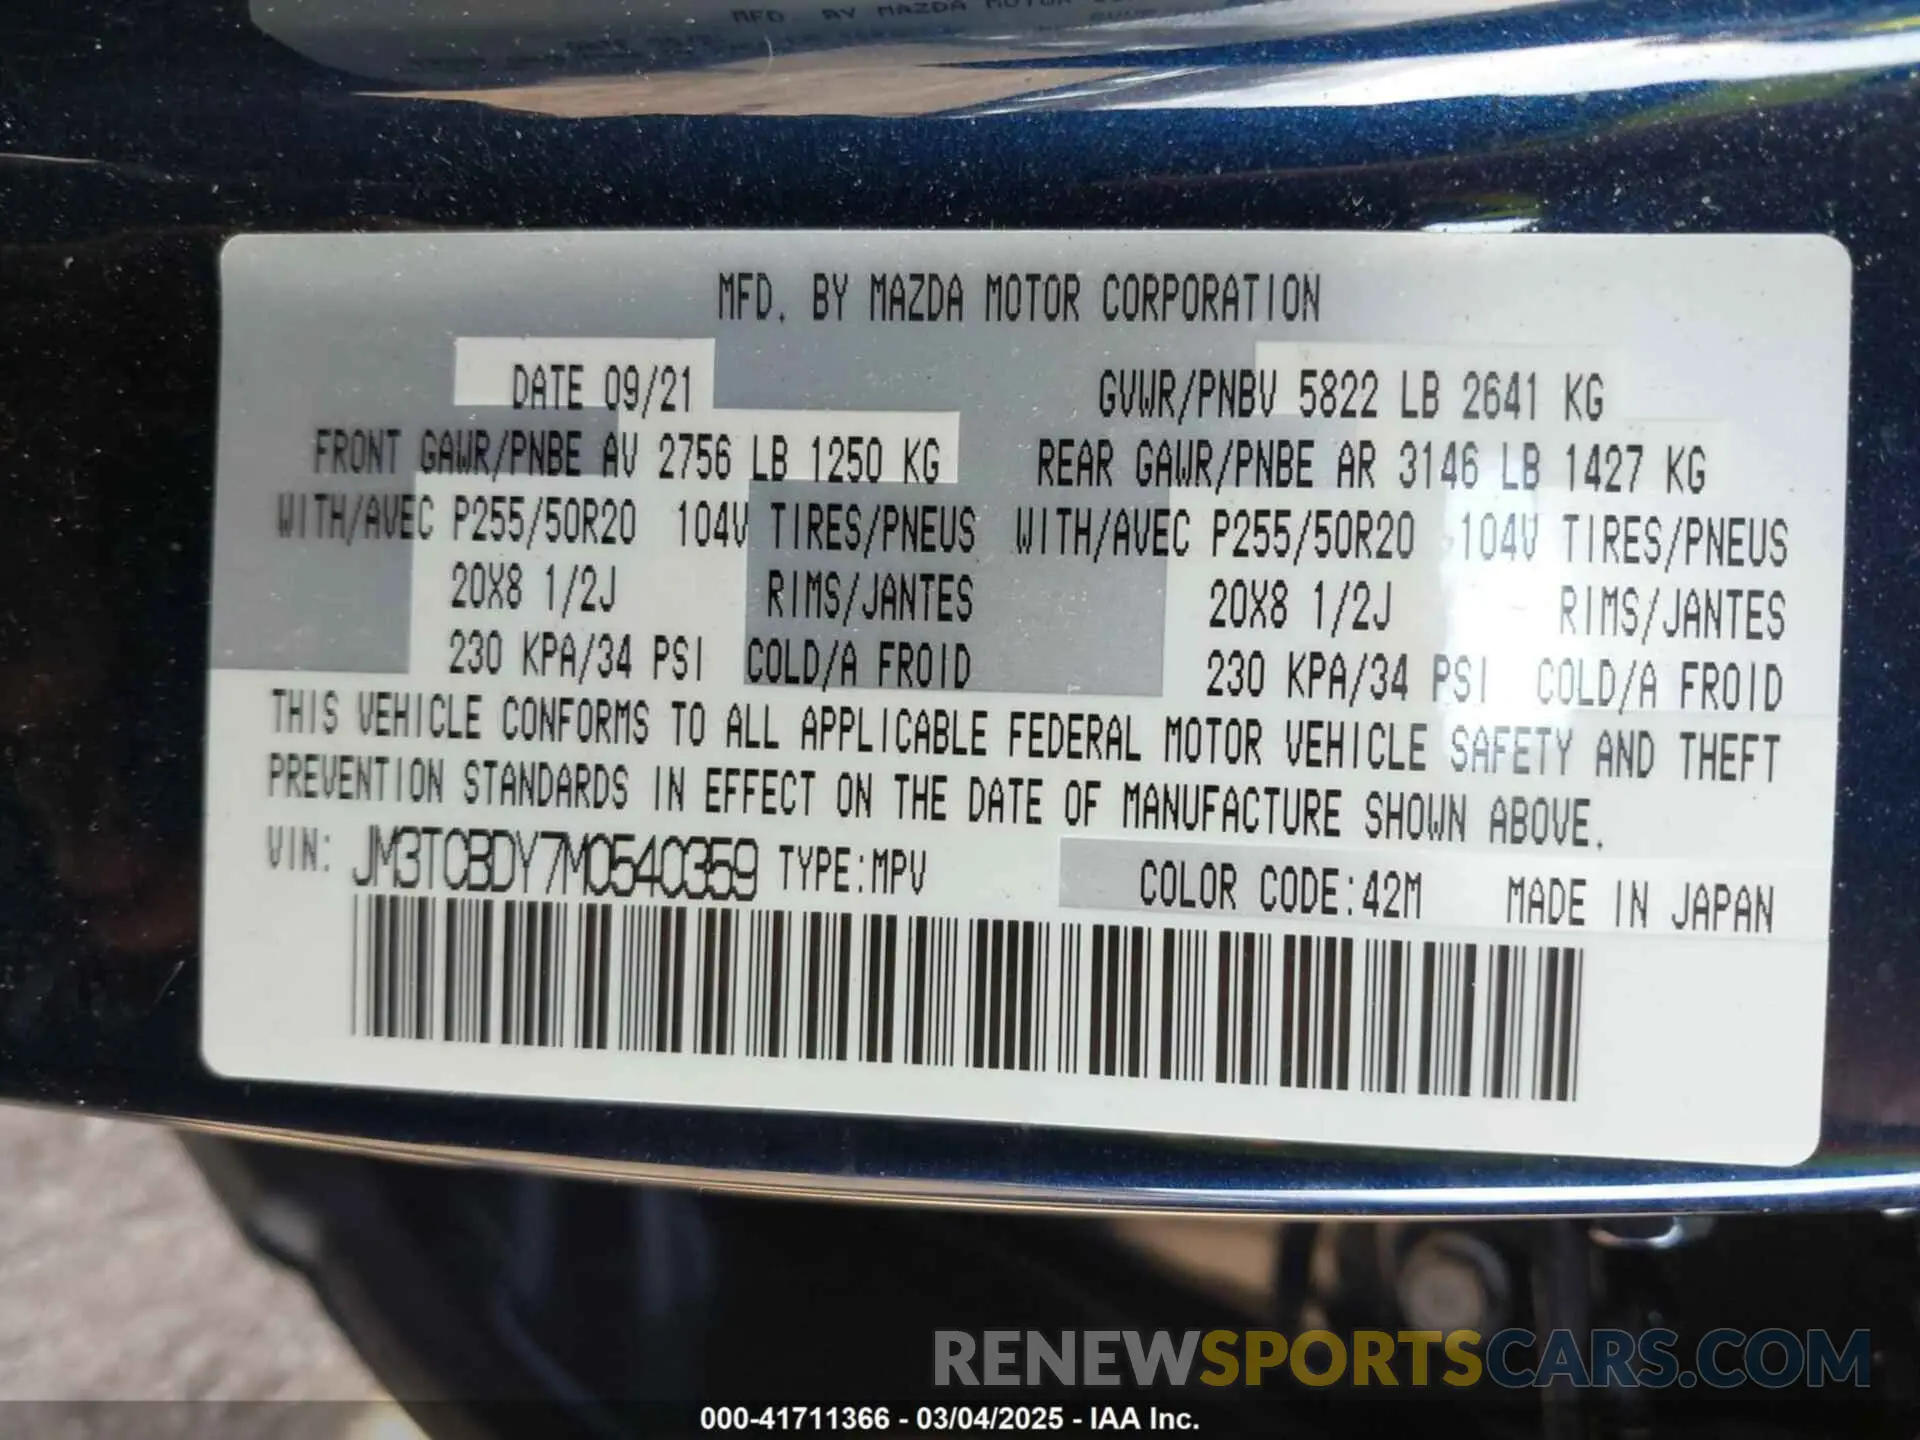 MFD. BY MAZDA MOTOR
MFD. BY MAZDA MOTOR CORPORATION
DATE 09/21 GVWR/PNBV 5822 LB 2641 KG
FRONT GAWR/PNBE AV 2756 LB 1250 KG REAR GAWR/PNBE AR 3146 LB 1427 KG
WITH/AVEC P255/50R20 104V TIRES/PNEUS WITH/AVEC P255/50R20 104V TIRES/PNEUS
20X8 1/2J RIMS/JANTES 20X8 1/2J RIMS/JANTES
230 KPA/34 PSI COLD/A FROID 230 KPA/34 PSI COLD/A FROID
THIS VEHICLE CONFORMS TO ALL APPLICABLE FEDERAL MOTOR VEHICLE SAFETY AND THEFT
PREVENTION STANDARDS IN EFFECT ON THE DATE OF MANUFACTURE SHOWN ABOVE.
VIN: JM3TCBDY7M0540359 TYPE:MPV COLOR CODE:42M MADE IN JAPAN
RENEWSPORTSCARS.COM
000-41711366 - 03/04/2025 - IAA Inc.